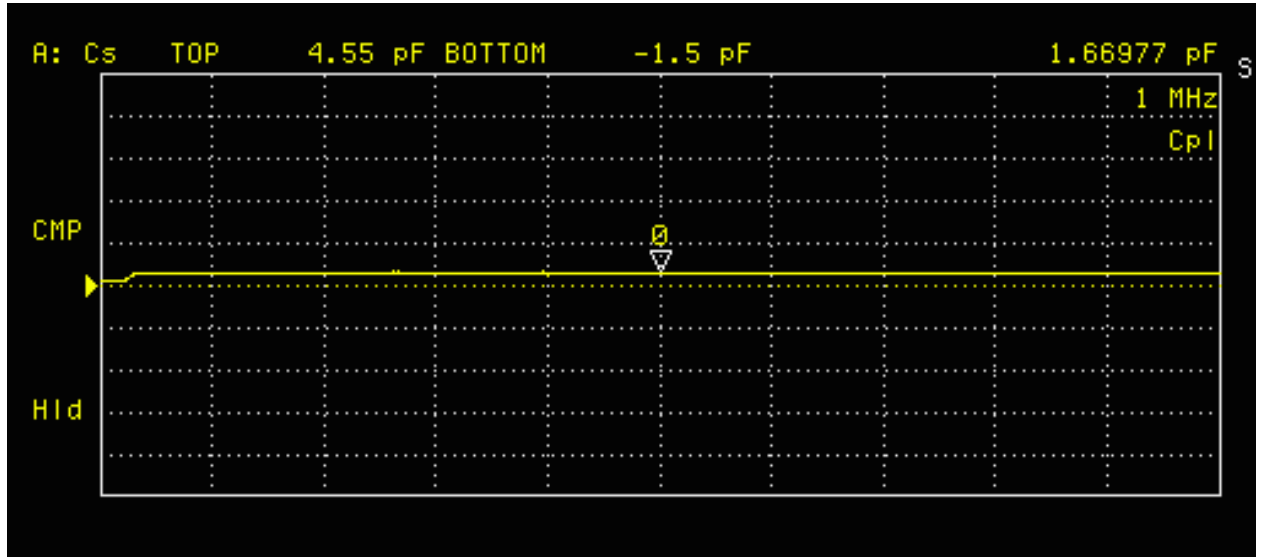 A: Cs TOP 4.55 pF BOTTOM -1.5 pF 1.66977 pF
S
1 MHz
Cpl
CMP
0
Hld